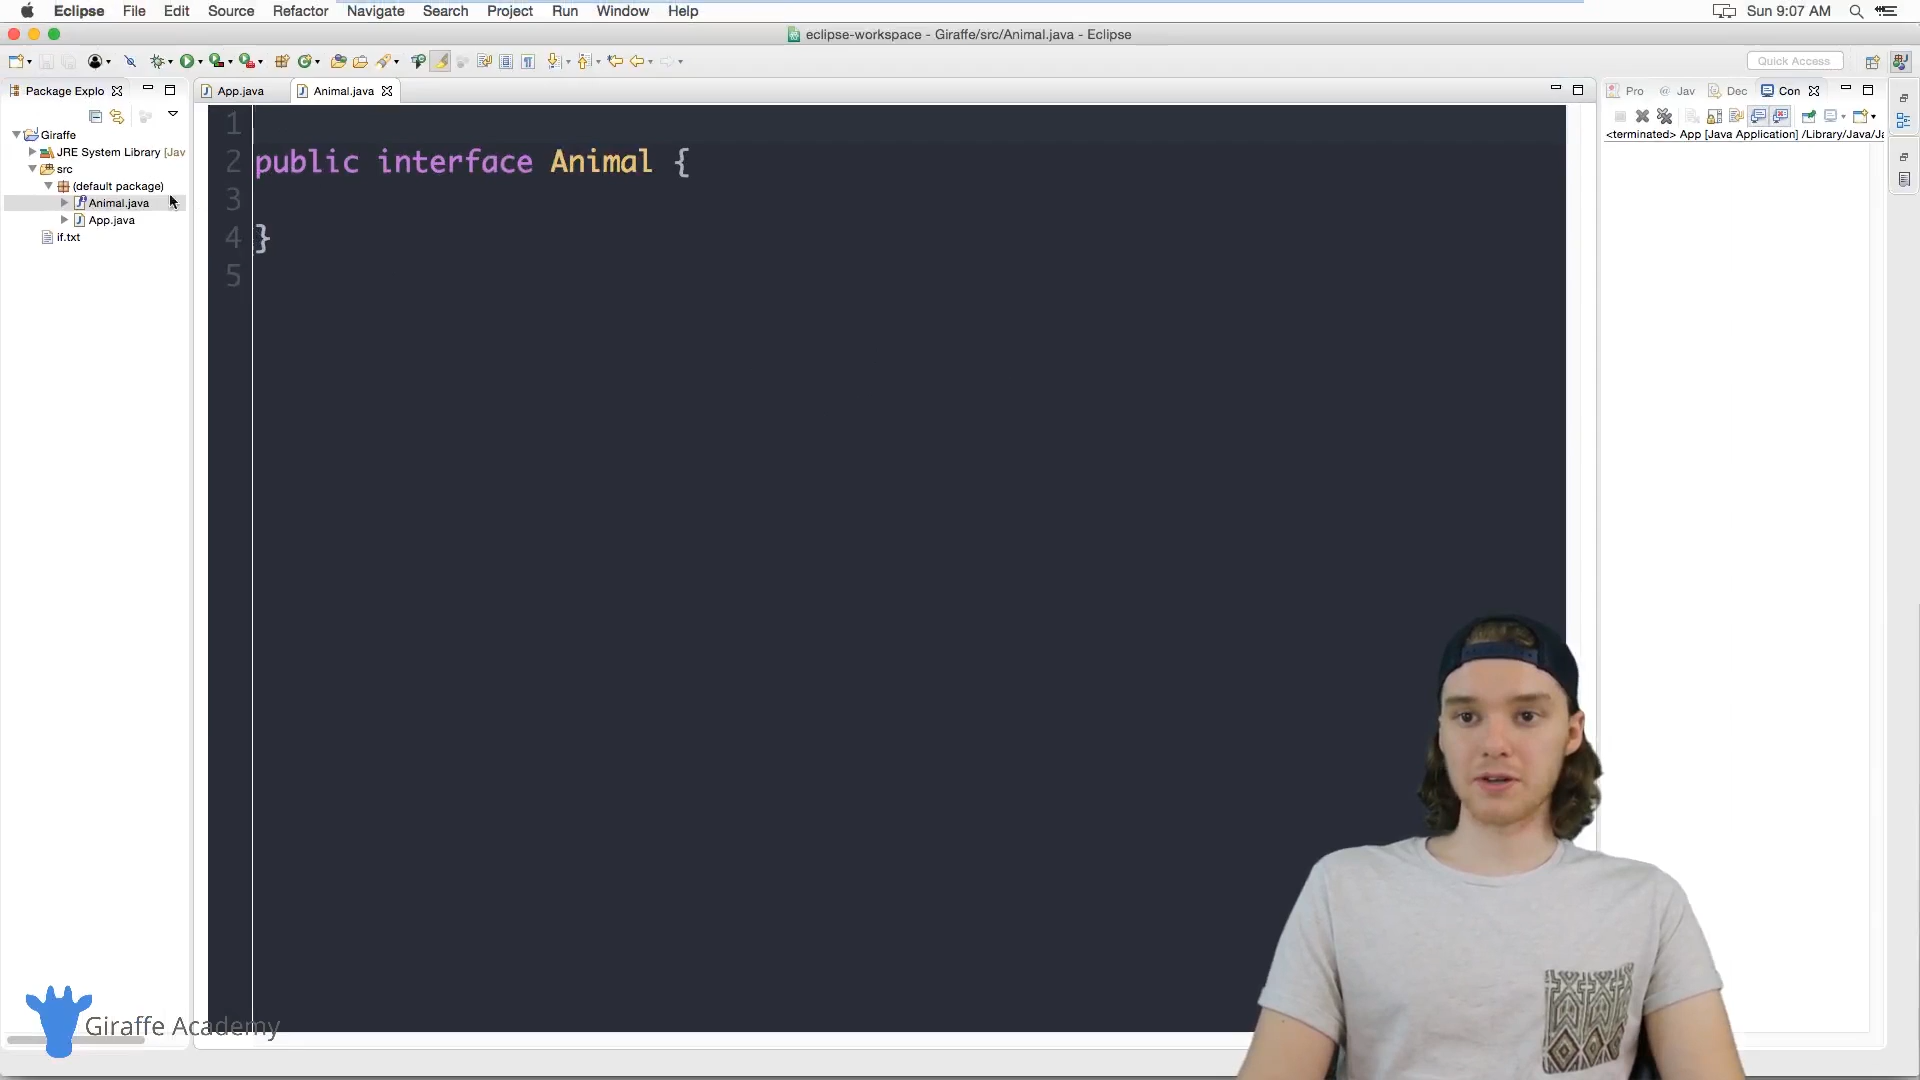 Eclipse File Edit Source Refactor Navigate Search Project Run Window Help Sun 9:07 AM
eclipse-workspace - Giraffe/src/Animal.java - Eclipse
Quick Access
Package Explo
App.java
Animal.java
Pro
Jav
Dec
Con
<terminated> App [Java Application] /Library/Java/Ja
Giraffe
JRE System Library [Jav
src
(default package)
Animal.java
App.java
if.txt
1
2 public interface Animal {
3
4 }
5
Giraffe Academy